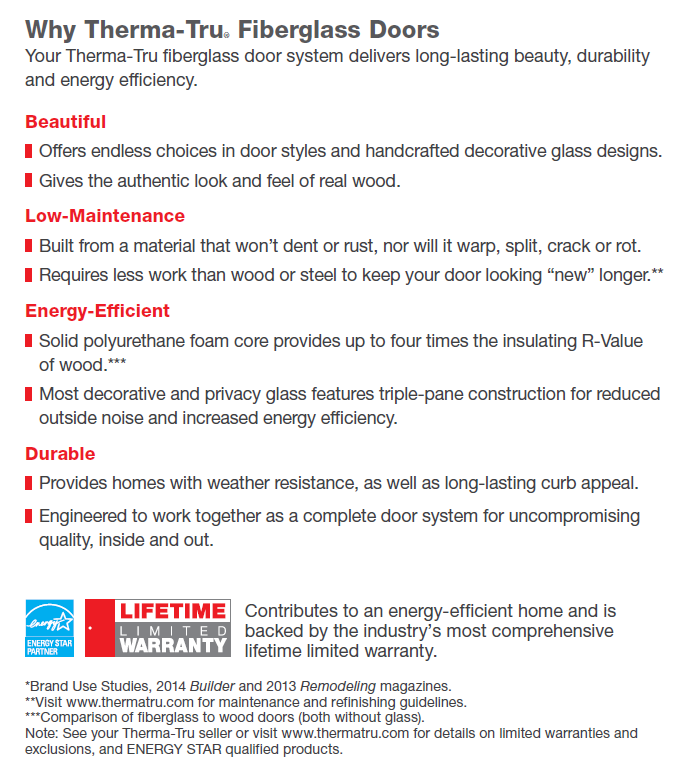 Why Therma-Tru® Fiberglass Doors
Your Therma-Tru fiberglass door system delivers long-lasting beauty, durability
and energy efficiency.
Beautiful
Offers endless choices in door styles and handcrafted decorative glass designs.
Gives the authentic look and feel of real wood.
Low-Maintenance
Built from a material that won’t dent or rust, nor will it warp, split, crack or rot.
Requires less work than wood or steel to keep your door looking “new” longer.**
Energy-Efficient
Solid polyurethane foam core provides up to four times the insulating R-Value
of wood.***
Most decorative and privacy glass features triple-pane construction for reduced
outside noise and increased energy efficiency.
Durable
Provides homes with weather resistance, as well as long-lasting curb appeal.
Engineered to work together as a complete door system for uncompromising
quality, inside and out.
energy
ENERGY STAR
PARTNER
LIFETIME
LIMITED
WARRANTY
Contributes to an energy-efficient home and is
backed by the industry’s most comprehensive
lifetime limited warranty.
*Brand Use Studies, 2014 Builder and 2013 Remodeling magazines.
**Visit www.thermatru.com for maintenance and refinishing guidelines.
***Comparison of fiberglass to wood doors (both without glass).
Note: See your Therma-Tru seller or visit www.thermatru.com for details on limited warranties and
exclusions, and ENERGY STAR qualified products.